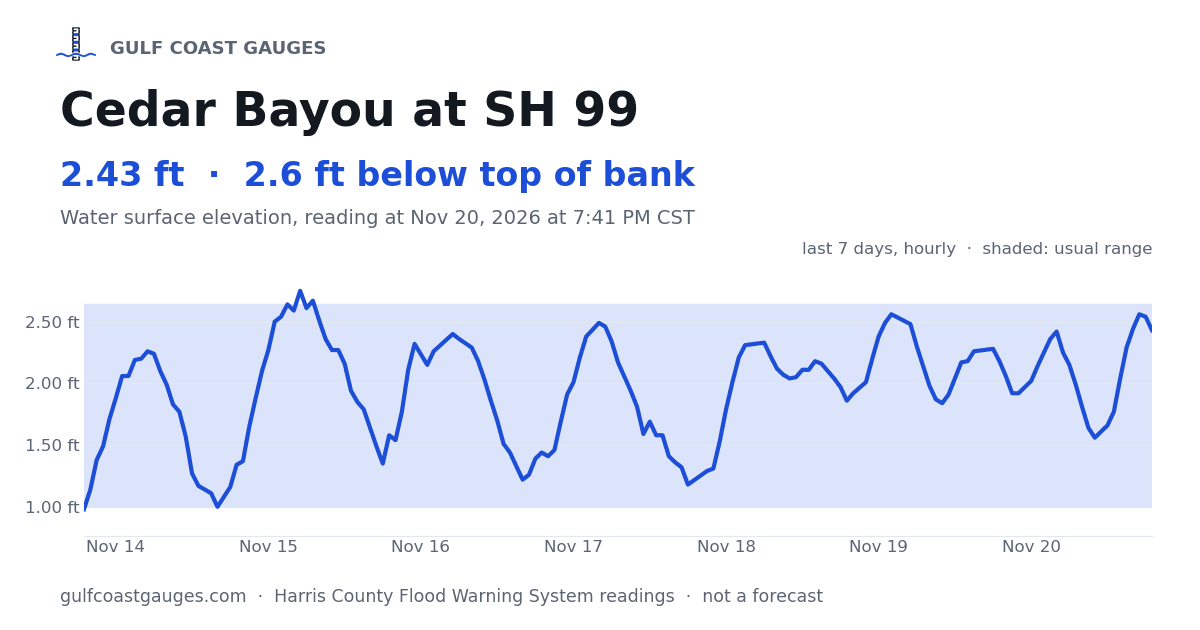 GULF COAST GAUGES
Cedar Bayou at SH 99
2.43 ft · 2.6 ft below top of bank
Water surface elevation, reading at Nov 20, 2026 at 7:41 PM CST
last 7 days, hourly · shaded: usual range
2.50 ft
2.00 ft
1.50 ft
1.00 ft
Nov 14 Nov 15 Nov 16 Nov 17 Nov 18 Nov 19 Nov 20
gulfcoastgauges.com · Harris County Flood Warning System readings · not a forecast